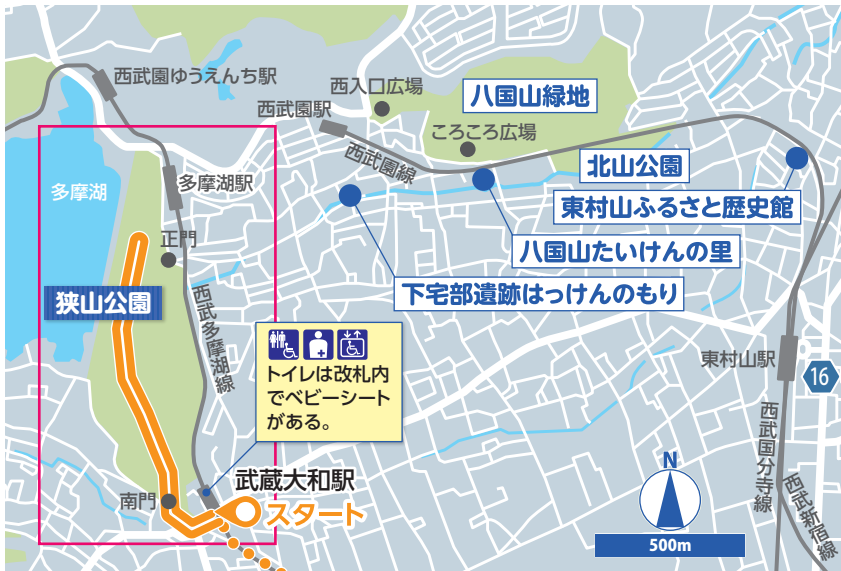 西武園ゆうえんち駅
西入口広場
西武園駅
八国山緑地
ころころ広場
西武園線
北山公園
多摩湖
多摩湖駅
東村山ふるさと歴史館
正門
八国山たいけんの里
狭山公園
下宅部遺跡はっけんのもり
西武多摩湖線
トイレは改札内
でベビーシート
がある。
東村山駅
16
西武国分寺線
西武新宿線
武蔵大和駅
南門
スタート
N
500m